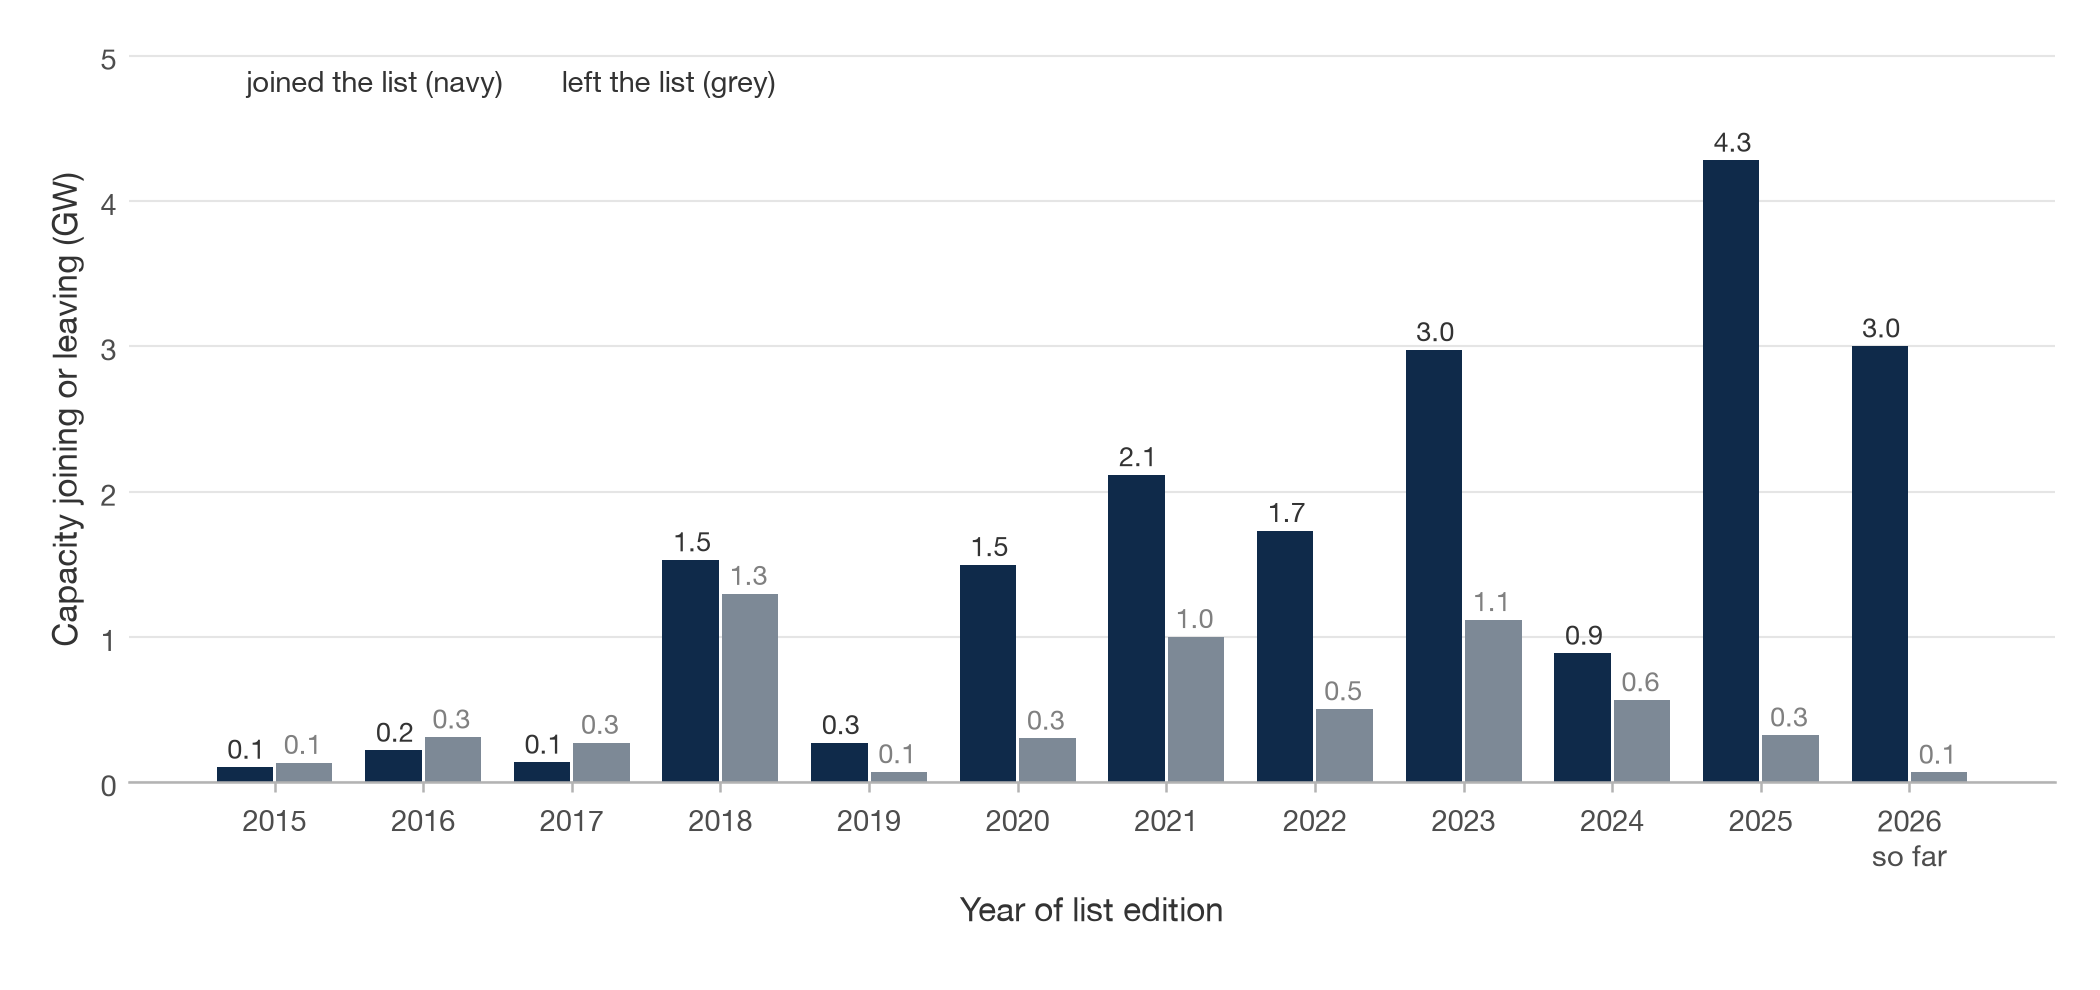 5
joined the list (navy) left the list (grey)
4.3
4
Capacity joining or leaving (GW)
3.0 3.0
3
2.1
2
1.7
1.5 1.5
1.3
1.1
1.0
1
0.9
0.6
0.5
0.1 0.1 0.2 0.3 0.1 0.3 0.3 0.1 0.3 0.3 0.1
0
2015 2016 2017 2018 2019 2020 2021 2022 2023 2024 2025 2026
so far
Year of list edition